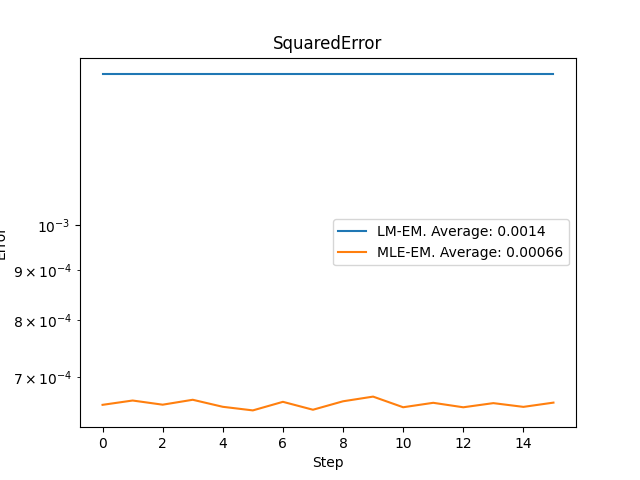 SquaredError
10⁻³
9 × 10⁻⁴
8 × 10⁻⁴
7 × 10⁻⁴
LM-EM. Average: 0.0014
MLE-EM. Average: 0.00066
0 2 4 6 8 10 12 14
Step